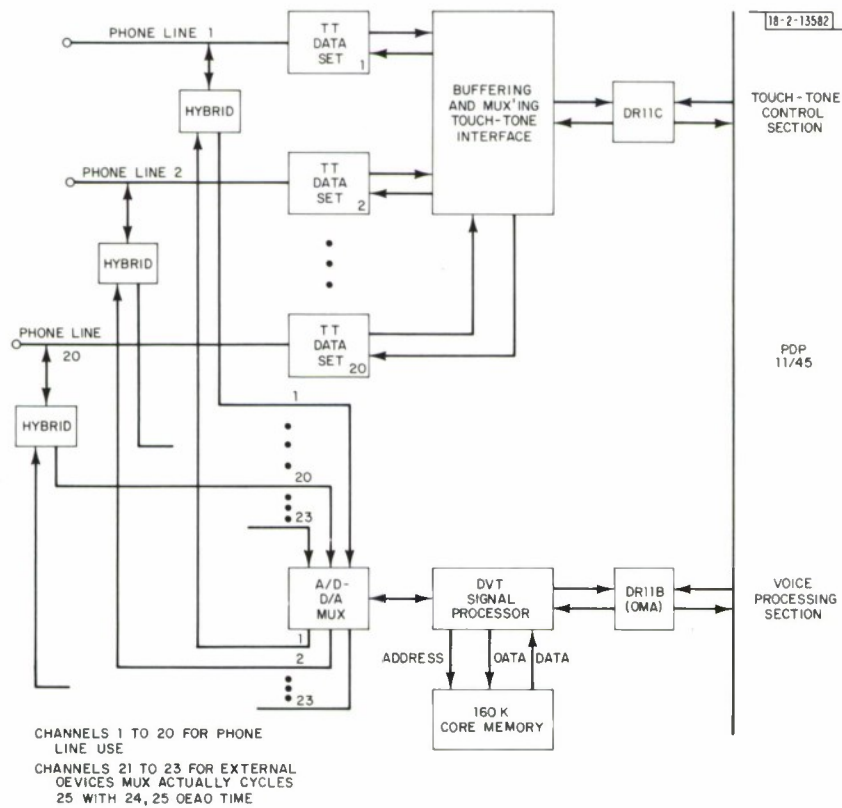 18-2-13582
PHONE LINE 1
TT
DATA
SET
1
HYBRID
BUFFERING
AND MUX'ING
TOUCH-TONE
INTERFACE
DR11C
TOUCH-TONE
CONTROL
SECTION
PHONE LINE 2
TT
DATA
SET
2
HYBRID
PHONE LINE
20
TT
DATA
SET
20
PDP
11/45
HYBRID
1
20
23
A/D-
D/A
MUX
DVT
SIGNAL
PROCESSOR
DR11B
(OMA)
VOICE
PROCESSING
SECTION
1
2
23
ADDRESS
OATA
DATA
160 K
CORE MEMORY
CHANNELS 1 TO 20 FOR PHONE
LINE USE
CHANNELS 21 TO 23 FOR EXTERNAL
OEVICES MUX ACTUALLY CYCLES
25 WITH 24, 25 OEAO TIME